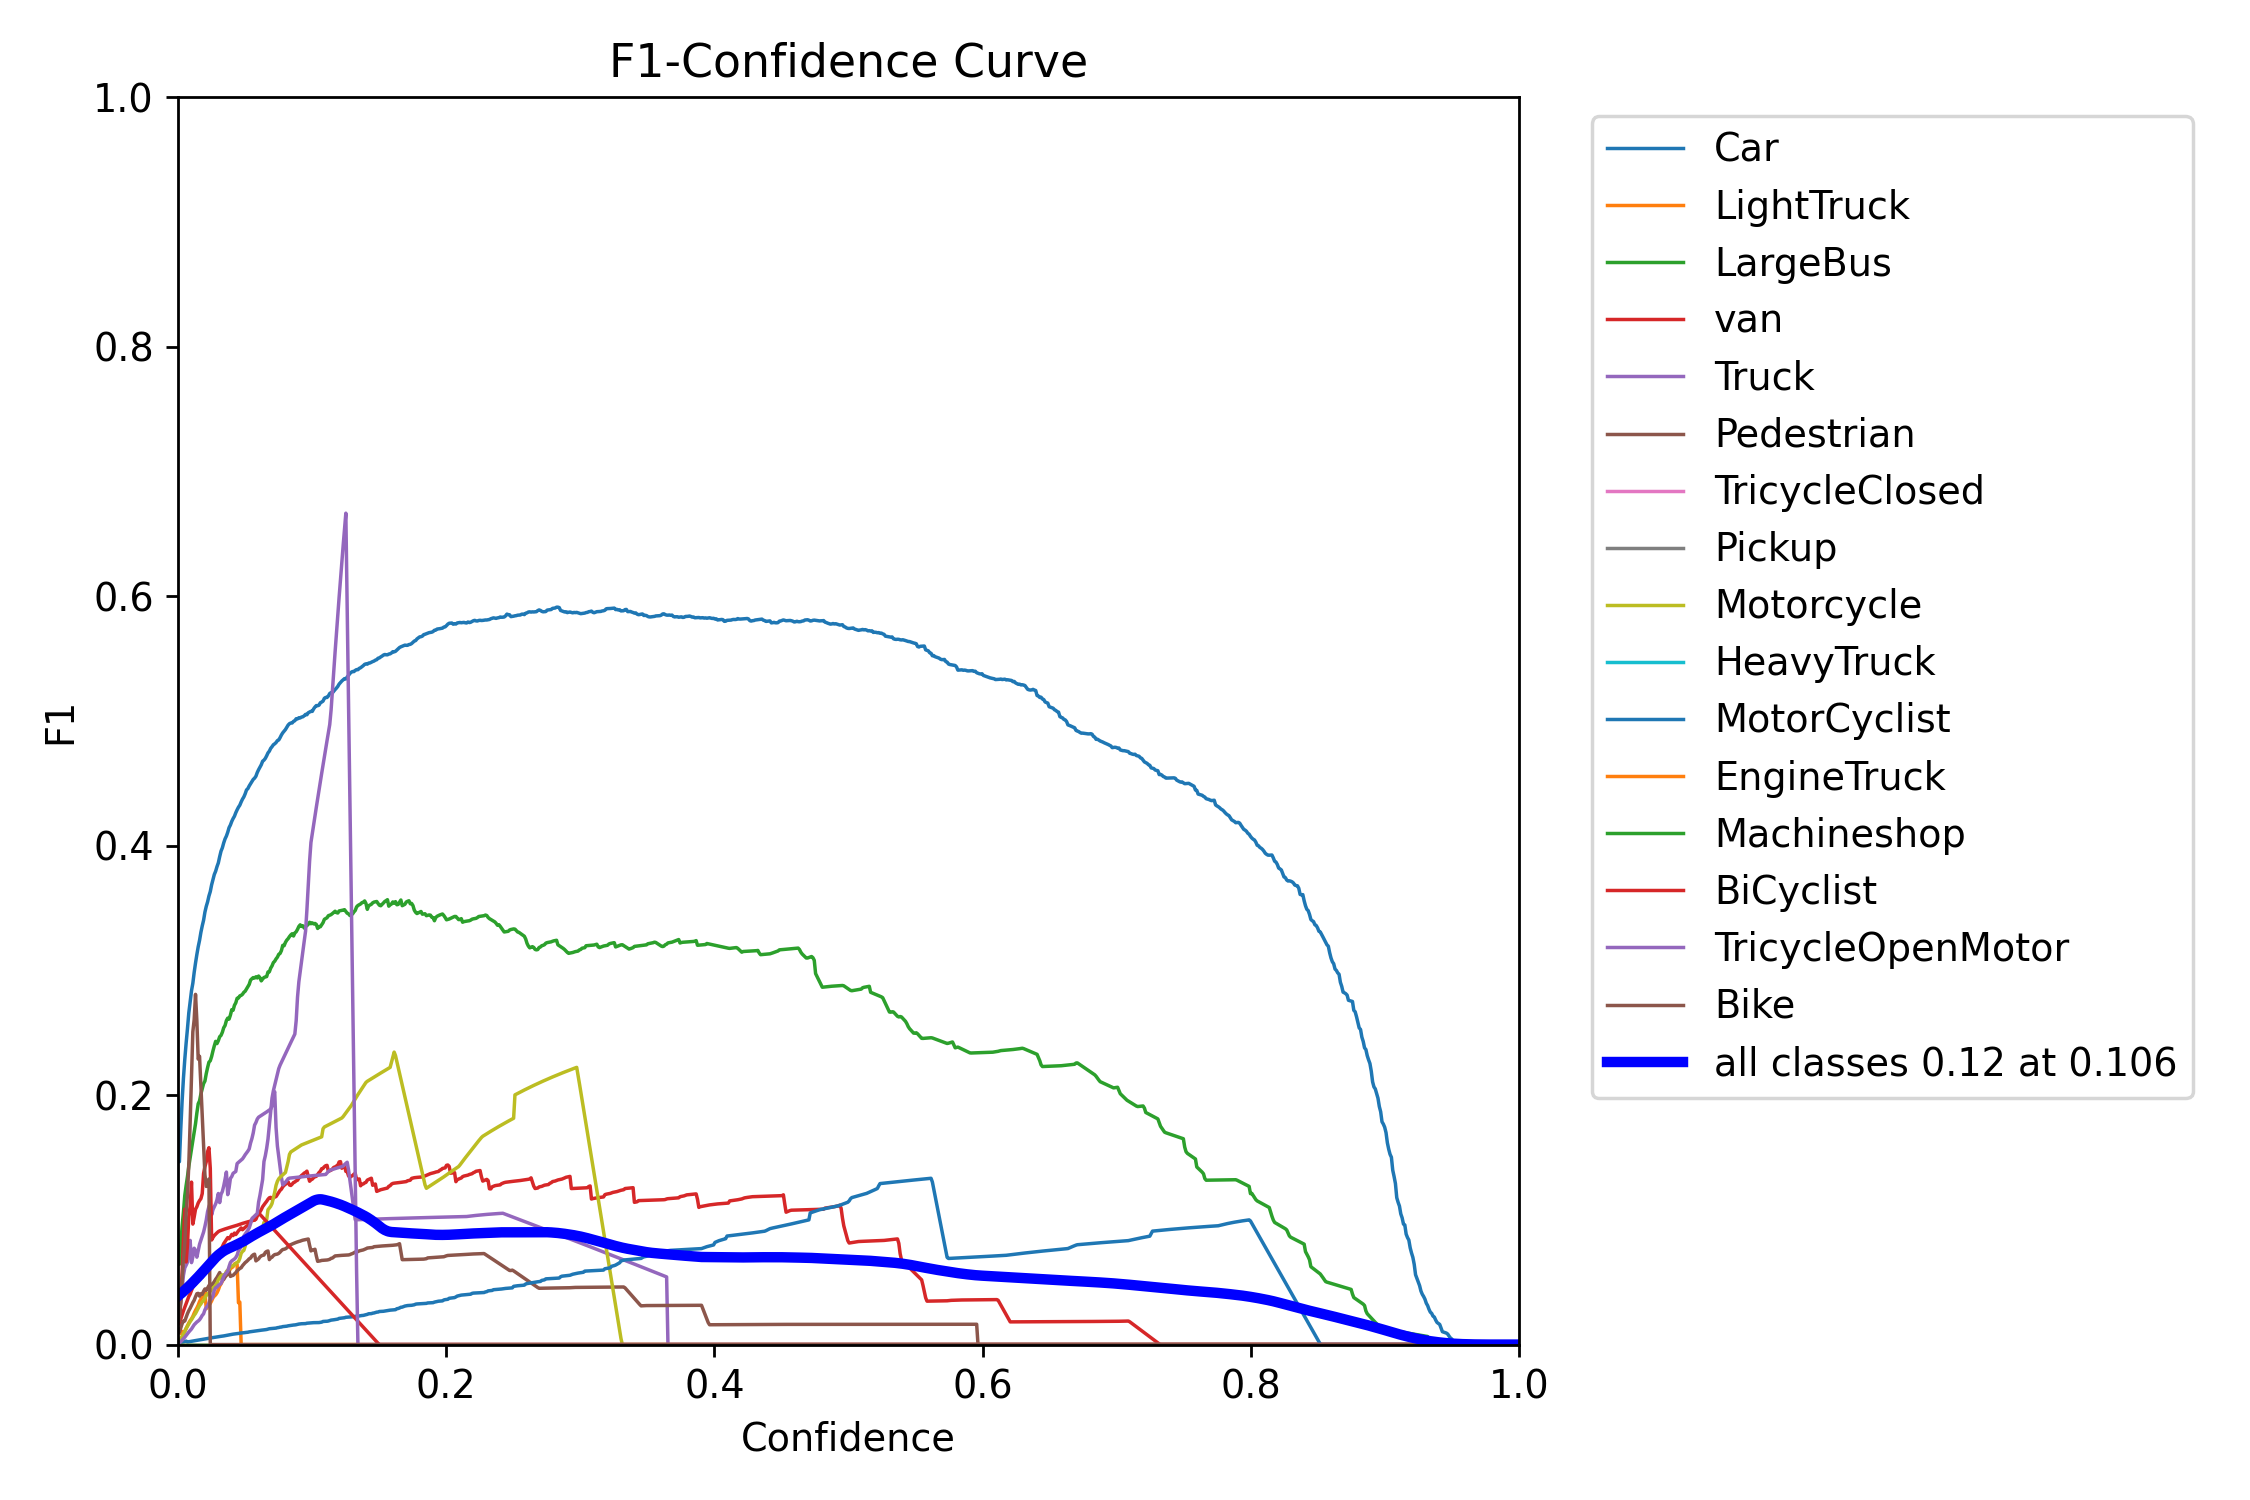 F1-Confidence Curve
1.0
0.8
0.6
0.4
0.2
0.0
F1
0.0 0.2 0.4 0.6 0.8 1.0
Confidence
Car
LightTruck
LargeBus
van
Truck
Pedestrian
TricycleClosed
Pickup
Motorcycle
HeavyTruck
MotorCyclist
EngineTruck
Machineshop
BiCyclist
TricycleOpenMotor
Bike
all classes 0.12 at 0.106